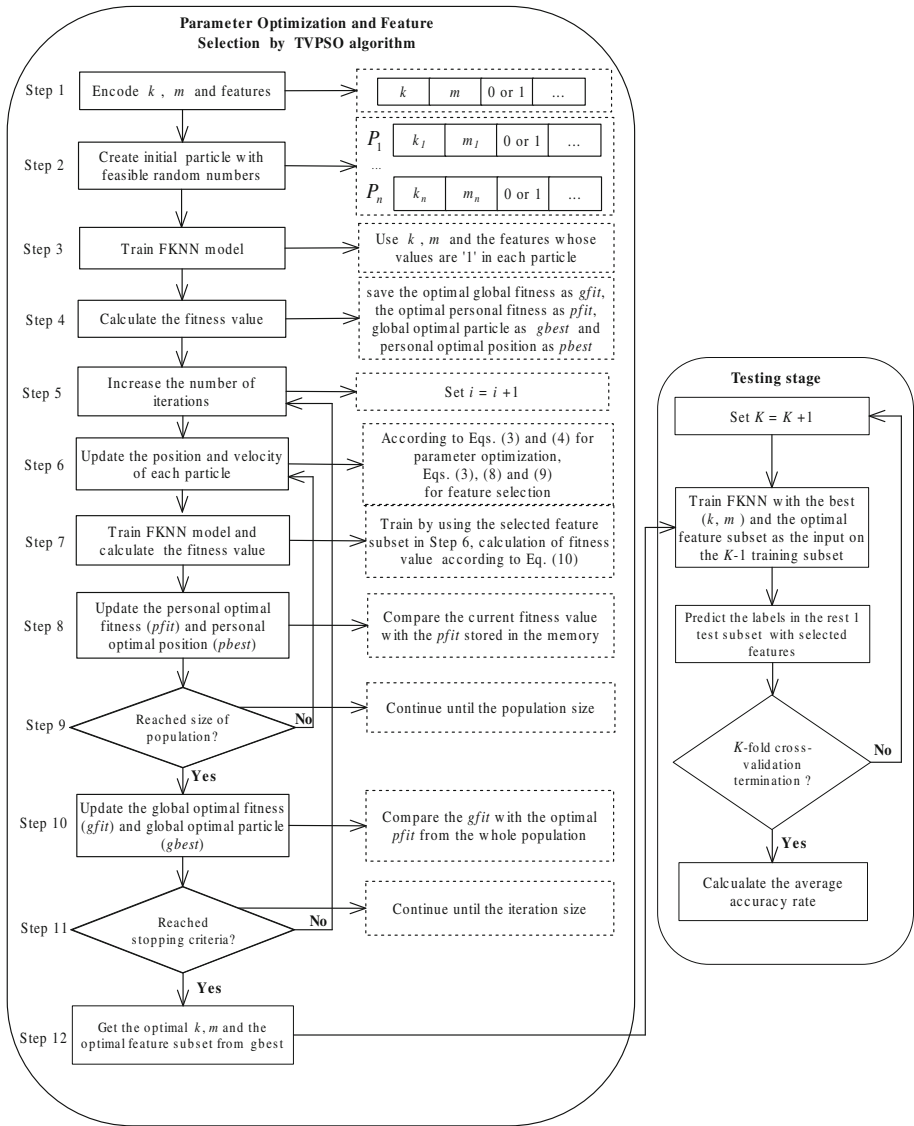 Parameter Optimization and Feature
Selection by TVPSO algorithm
Step 1
Encode k , m and features
k m 0 or 1 ...
Step 2
Create initial particle with
feasible random numbers
P1 k1 m1 0 or 1 ...
...
Pn kn mn 0 or 1 ...
Step 3
Train FKNN model
Use k , m and the features whose
values are '1' in each particle
Step 4
Calculate the fitness value
save the optimal global fitness as gfit,
the optimal personal fitness as pfit,
global optimal particle as gbest and
personal optimal position as pbest
Step 5
Increase the number of
iterations
Set i = i +1
Step 6
Update the position and velocity
of each particle
According to Eqs. (3) and (4) for
parameter optimization,
Eqs. (3), (8) and (9)
for feature selection
Step 7
Train FKNN model and
calculate the fitness value
Train by using the selected feature
subset in Step 6, calculation of fitness
value according to Eq. (10)
Step 8
Update the personal optimal
fitness (pfit) and personal
optimal position (pbest)
Compare the current fitness value
with the pfit stored in the memory
Step 9
Reached size of
population?
No
Continue until the population size
Yes
Step 10
Update the global optimal fitness
(gfit) and global optimal particle
(gbest)
Compare the gfit with the optimal
pfit from the whole population
Step 11
Reached
stopping criteria?
No
Continue until the iteration size
Yes
Step 12
Get the optimal k, m and the
optimal feature subset from gbest
Testing stage
Set K = K +1
Train FKNN with the best
(k, m ) and the optimal
feature subset as the input on
the K-1 training subset
Predict the labels in the rest 1
test subset with selected
features
K-fold cross-
validation
termination ?
No
Yes
Calcualate the average
accuracy rate